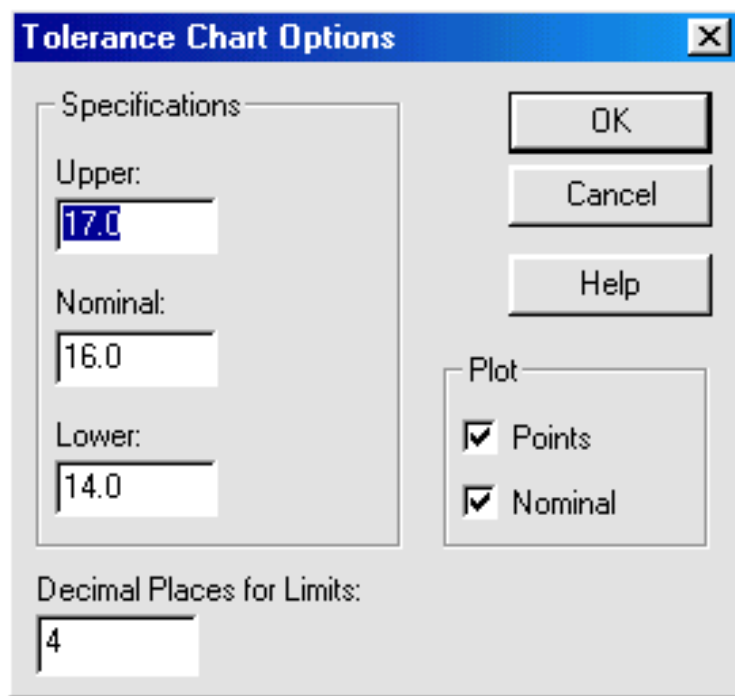 Tolerance Chart Options
Specifications
Upper:
17.0
Nominal:
16.0
Lower:
14.0
Decimal Places for Limits:
4
OK
Cancel
Help
Plot
Points
Nominal